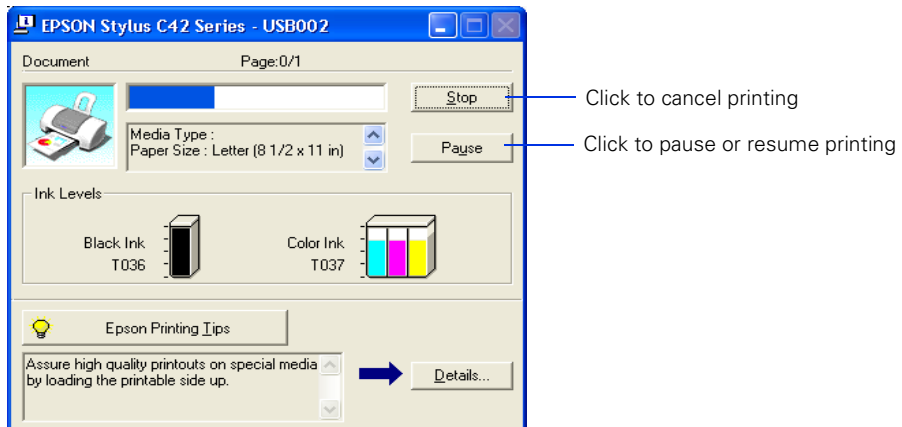 EPSON Stylus C42 Series - USB002
Document Page:0/1
Stop
Click to cancel printing
Media Type :
Paper Size : Letter (8 1/2 x 11 in)
Pause
Click to pause or resume printing
Ink Levels
Black Ink
T036
Color Ink
T037
Epson Printing Tips
Assure high quality printouts on special media
by loading the printable side up.
Details...